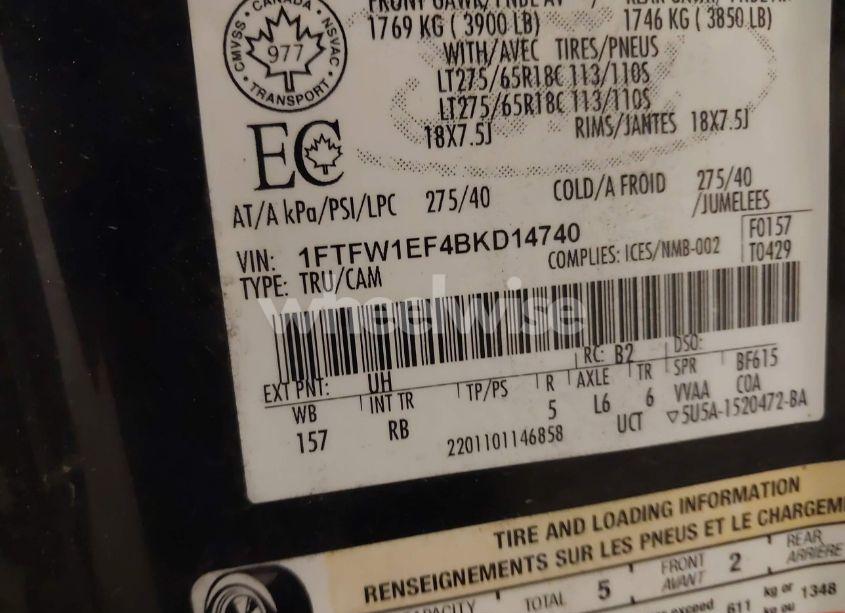 CANADA
CMVSS NSVAC
977
TRANSPORT
1769 KG ( 3900 LB) 1746 KG ( 3850 LB)
WITH/AVEC TIRES/PNEUS
LT275/65R18C 113/110S
LT275/65R18C 113/110S
18X7.5J RIMS/JANTES 18X7.5J
EC
AT/A kPa/PSI/LPC 275/40 COLD/A FROID 275/40
/JUMELEES
VIN: 1FTFW1EF4BKD14740 F0157
TYPE: TRU/CAM COMPLIES: ICES/NMB-002 T0429
wheelwise
RC: B2 DSO:
EXT PNT: UH BF615
WB INT TR TP/PS R AXLE TR SPR COA
157 RB 5 L6 6 VVAA
2201101146858 UCT 5U5A-1520472-BA
TIRE AND LOADING INFORMATION
RENSEIGNEMENTS SUR LES PNEUS ET LE CHARGEM
TOTAL 5 FRONT AVANT 2 REAR ARRIÈRE
611 kg or 1348